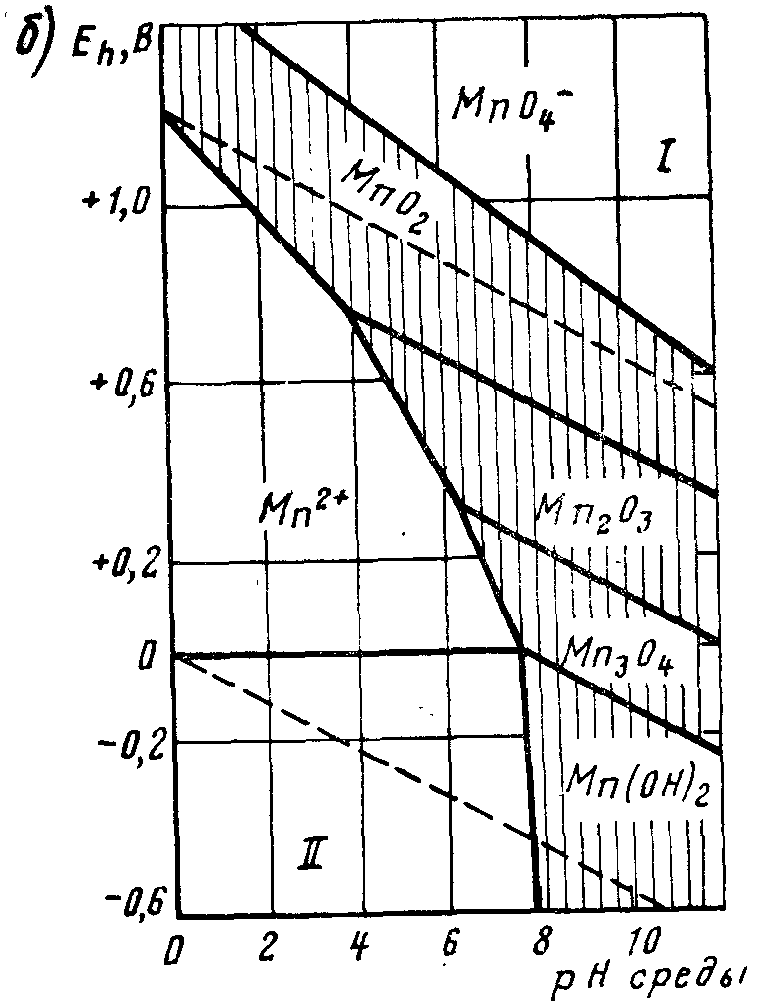 б) Eh, В
MnO4-
I
MnO2
+1,0
+0,6
Mn2+
Mn2O3
+0,2
0
Mn3O4
-0,2
Mn(OH)2
II
-0,6
0 2 4 6 8 10
pH среды